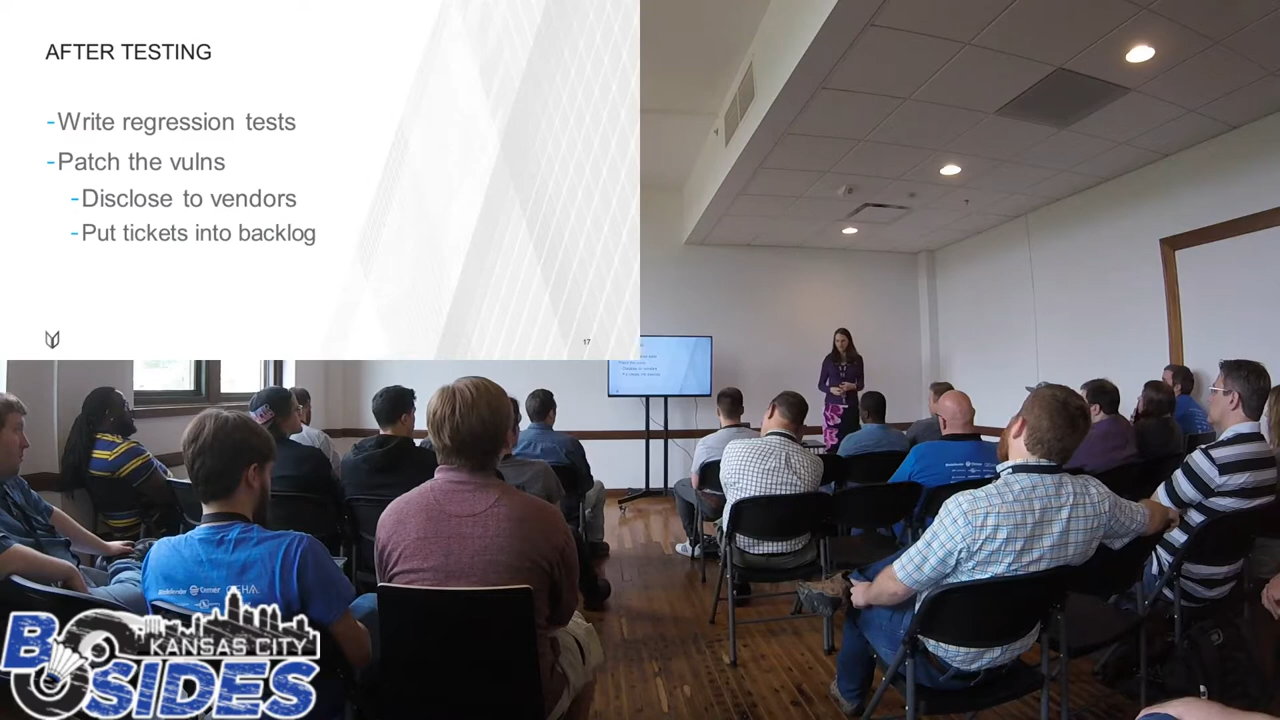 AFTER TESTING
-Write regression tests
-Patch the vulns
-Disclose to vendors
-Put tickets into backlog
17
Cerner
KANSAS CITY
BSIDES